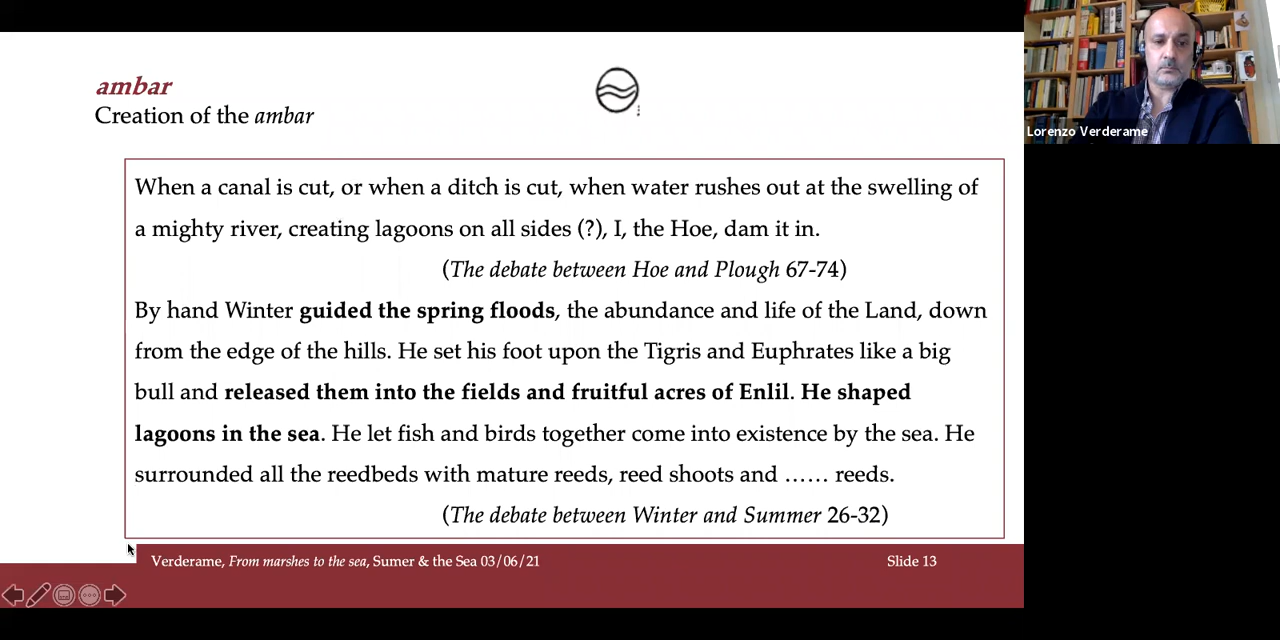 ambar
Creation of the ambar
When a canal is cut, or when a ditch is cut, when water rushes out at the swelling of
a mighty river, creating lagoons on all sides (?), I, the Hoe, dam it in.
(The debate between Hoe and Plough 67-74)
By hand Winter guided the spring floods, the abundance and life of the Land, down
from the edge of the hills. He set his foot upon the Tigris and Euphrates like a big
bull and released them into the fields and fruitful acres of Enlil. He shaped
lagoons in the sea. He let fish and birds together come into existence by the sea. He
surrounded all the reedbeds with mature reeds, reed shoots and …… reeds.
(The debate between Winter and Summer 26-32)
Verderame, From marshes to the sea, Sumer & the Sea 03/06/21
Slide 13
Lorenzo Verderame